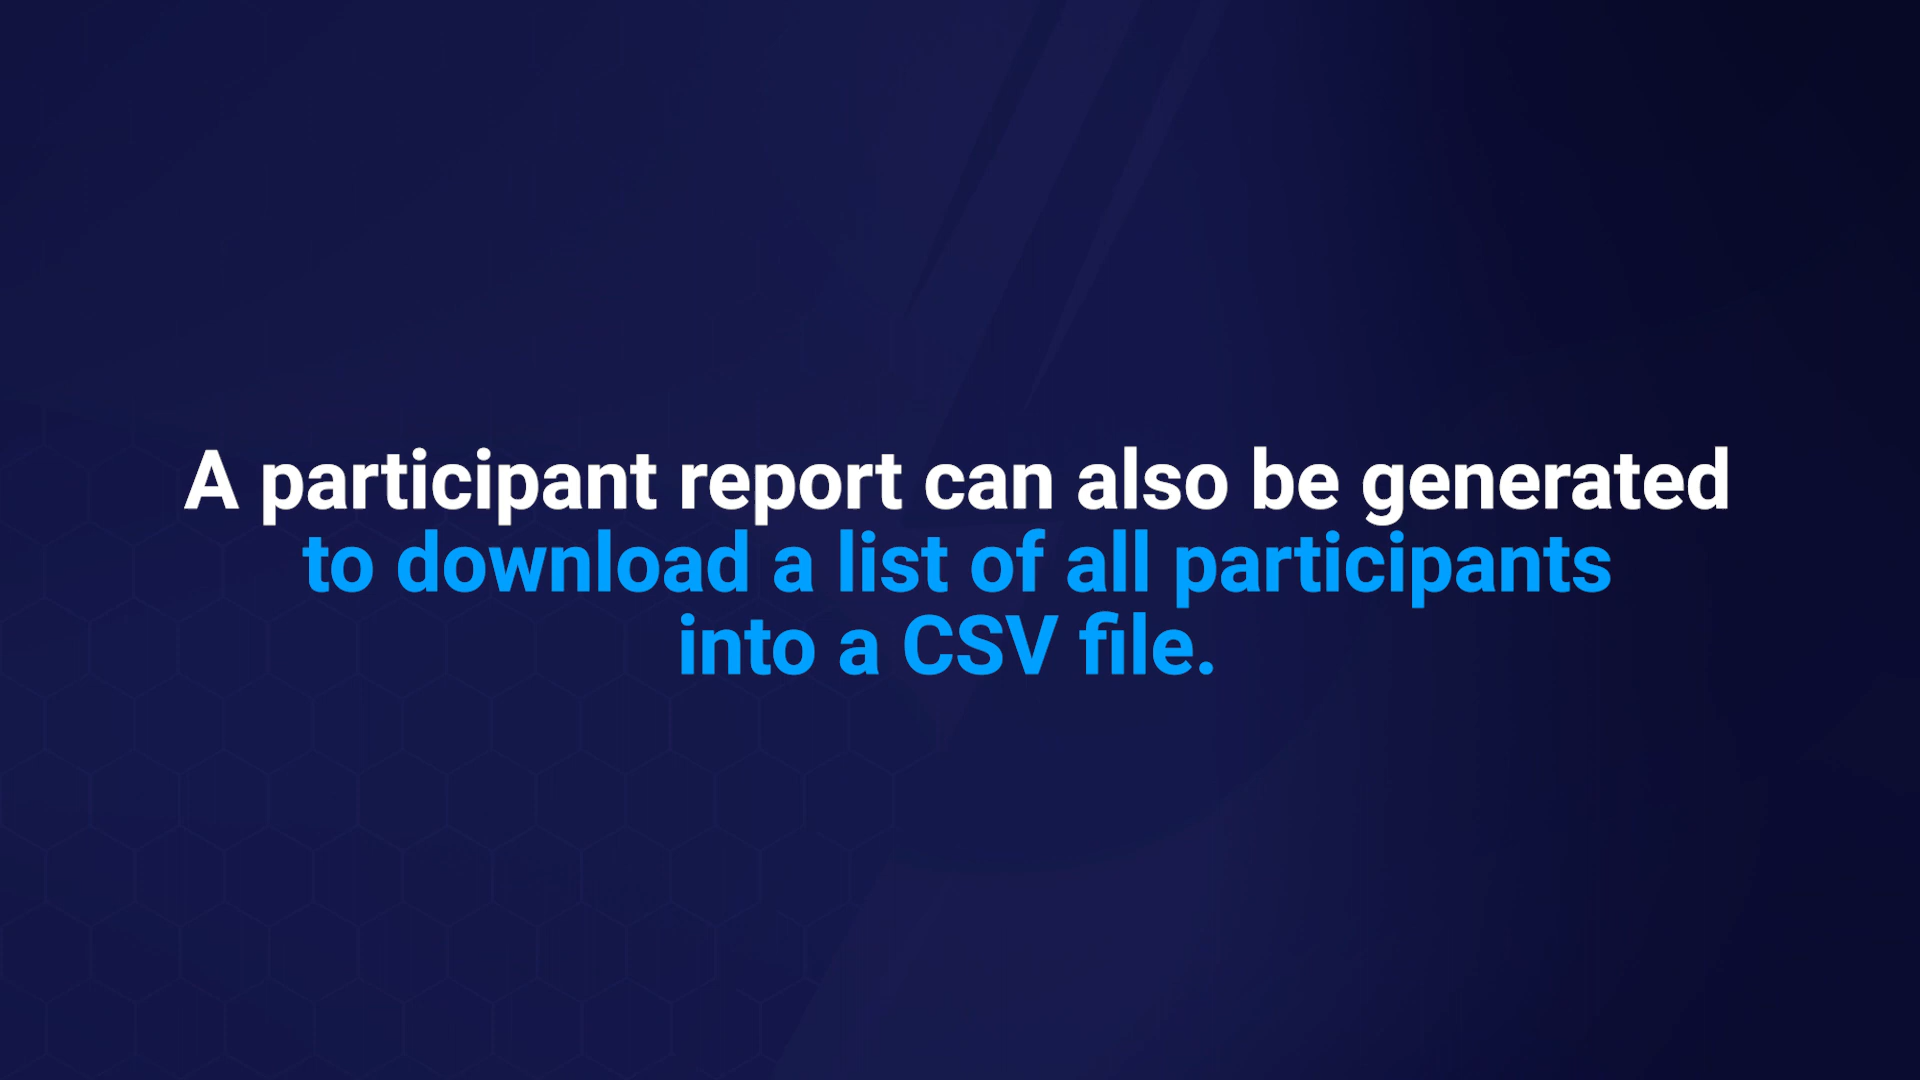 A participant report can also be generated
to download a list of all participants
into a CSV file.